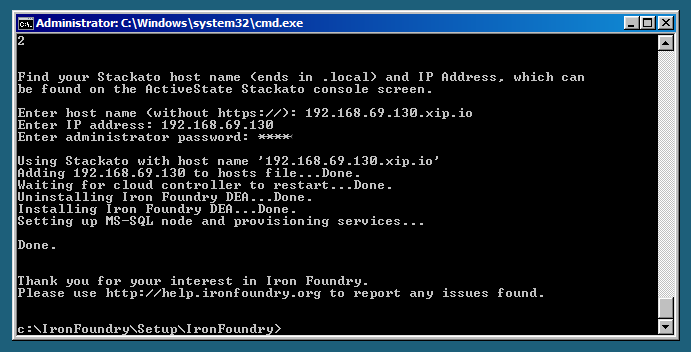 Administrator: C:\Windows\system32\cmd.exe
2
Find your Stackato host name (ends in .local) and IP Address, which can
be found on the ActiveState Stackato console screen.
Enter host name (without https://): 192.168.69.130.xip.io
Enter IP address: 192.168.69.130
Enter administrator password: ****
Using Stackato with host name '192.168.69.130.xip.io'
Adding 192.168.69.130 to hosts file...Done.
Waiting for cloud controller to restart...Done.
Uninstalling Iron Foundry DEA...Done.
Installing Iron Foundry DEA...Done.
Setting up MS-SQL node and provisioning services...
Done.
Thank you for your interest in Iron Foundry.
Please use http://help.ironfoundry.org to report any issues found.
c:\IronFoundry\Setup\IronFoundry>